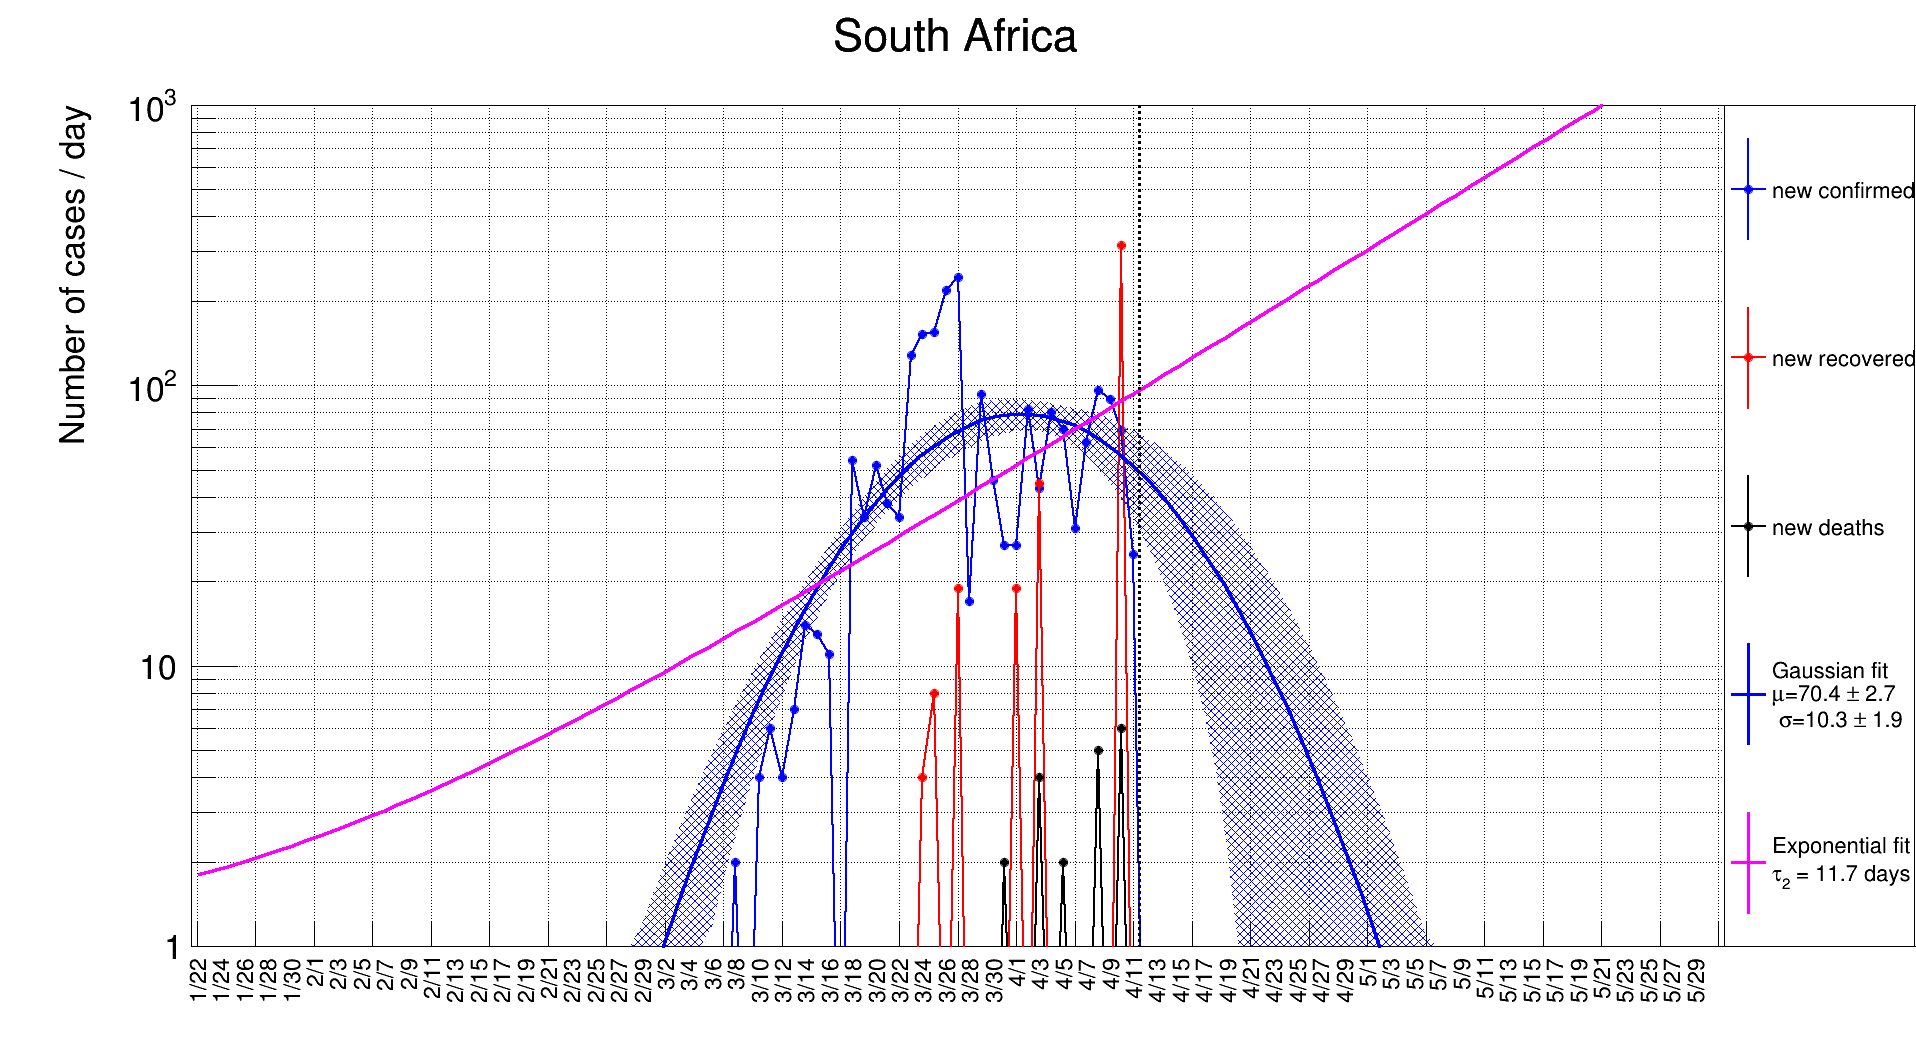 South Africa
Number of cases / day
10³
10²
10
1
1/22 1/24 1/26 1/28 1/30 2/1 2/3 2/5 2/7 2/9 2/11 2/13 2/15 2/17 2/19 2/21 2/23 2/25 2/27 2/29 3/2 3/4 3/6 3/8 3/10 3/12 3/14 3/16 3/18 3/20 3/22 3/24 3/26 3/28 3/30 4/1 4/3 4/5 4/7 4/9 4/11 4/13 4/15 4/17 4/19 4/21 4/23 4/25 4/27 4/29 5/1 5/3 5/5 5/7 5/9 5/11 5/13 5/15 5/17 5/19 5/21 5/23 5/25 5/27 5/29
new confirmed
new recovered
new deaths
Gaussian fit
μ=70.4 ± 2.7
σ=10.3 ± 1.9
Exponential fit
τ₂ = 11.7 days